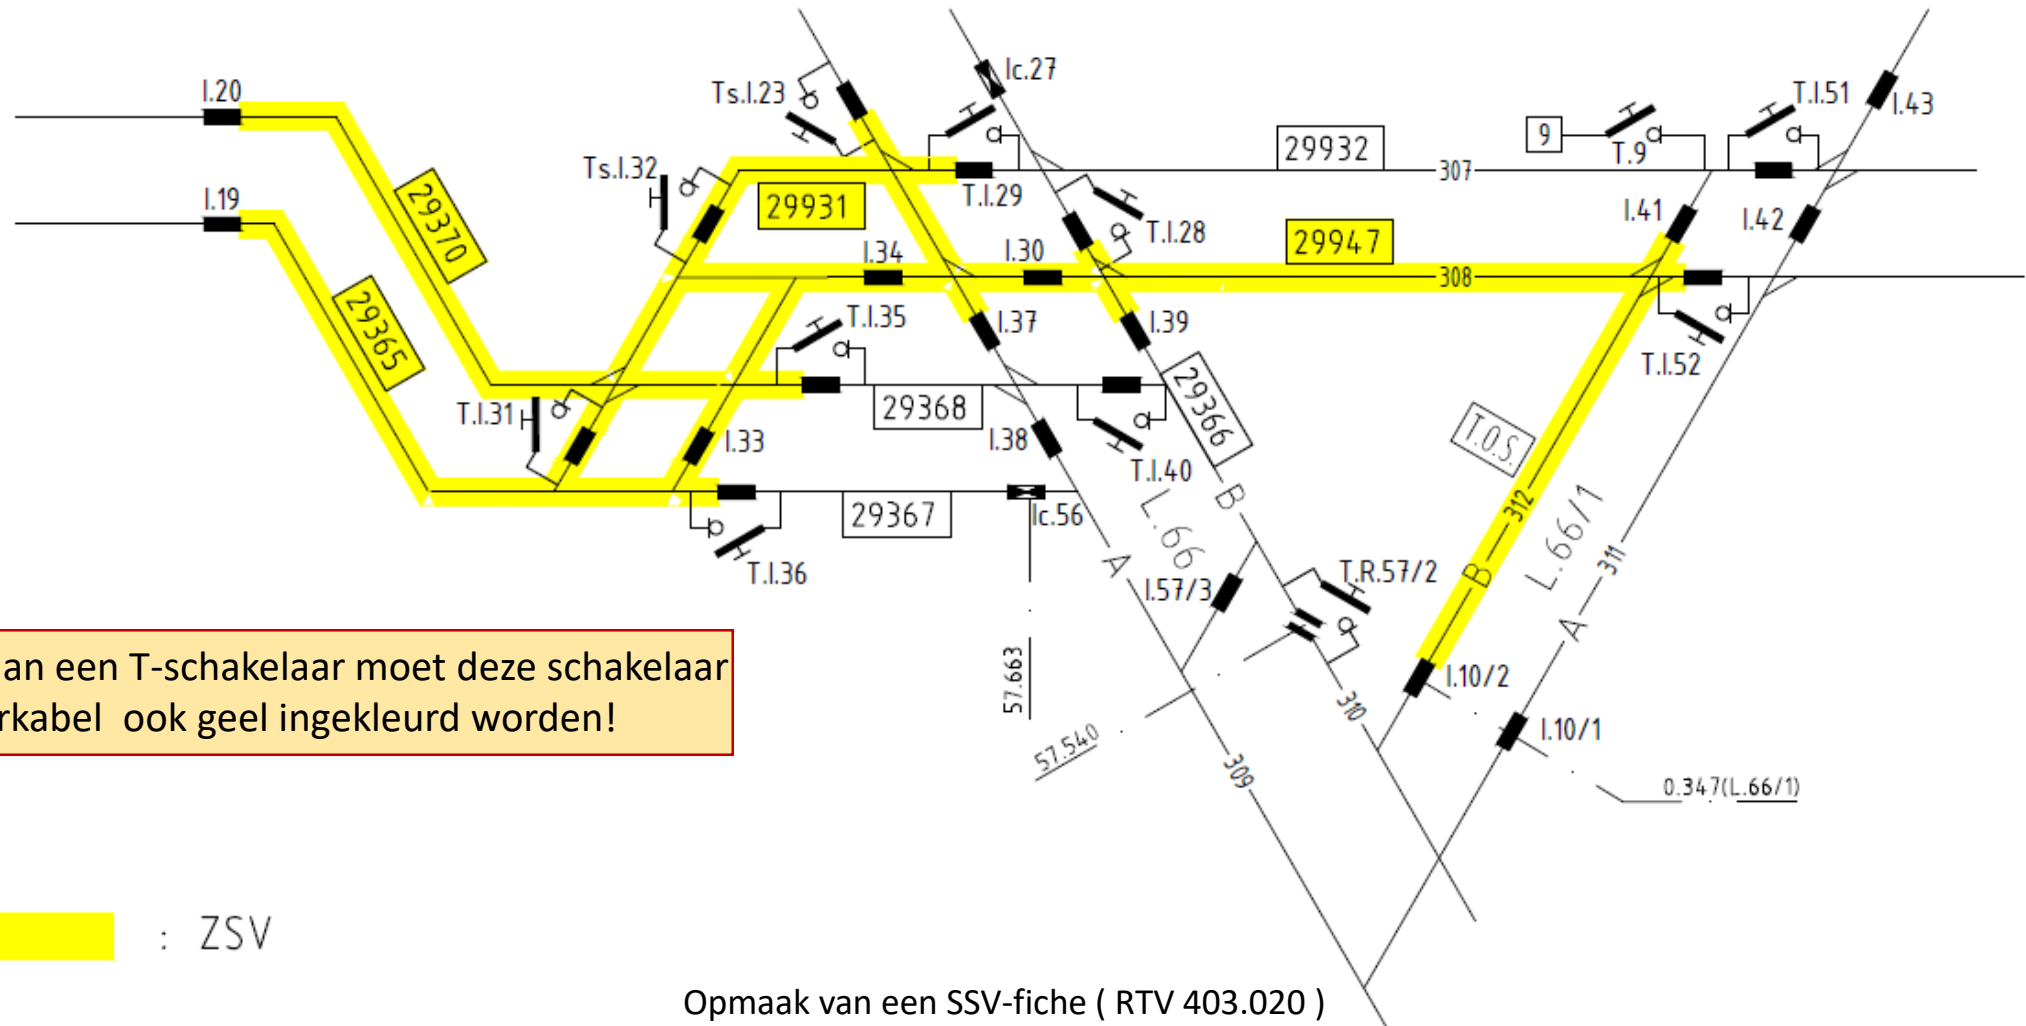 Ic.27
I.20
Ts.I.23
T.I.51
I.43
9
29932
T.9
Ts.I.32
307
I.19
29370
T.I.29
29931
I.41
I.42
T.I.28
29947
I.34
I.30
308
29365
T.I.35
I.37
I.39
T.I.52
T.I.31
29368
29366
I.33
I.38
T.O.S.
T.I.40
B
312
L.66
L.66/1
29367
Ic.56
311
A
T.I.36
I.57/3
T.R.57/2
B
A
an een T-schakelaar moet deze schakelaar
rkabel ook geel ingekleurd worden!
57.663
I.10/2
310
57.540
I.10/1
309
0.347(L.66/1)
: ZSV
Opmaak van een SSV-fiche ( RTV 403.020 )